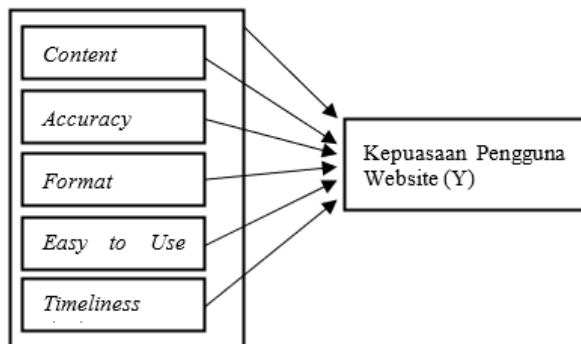 Content
Accuracy
Format
Easy to Use
Timeliness
Kepuasaan Pengguna
Website (Y)